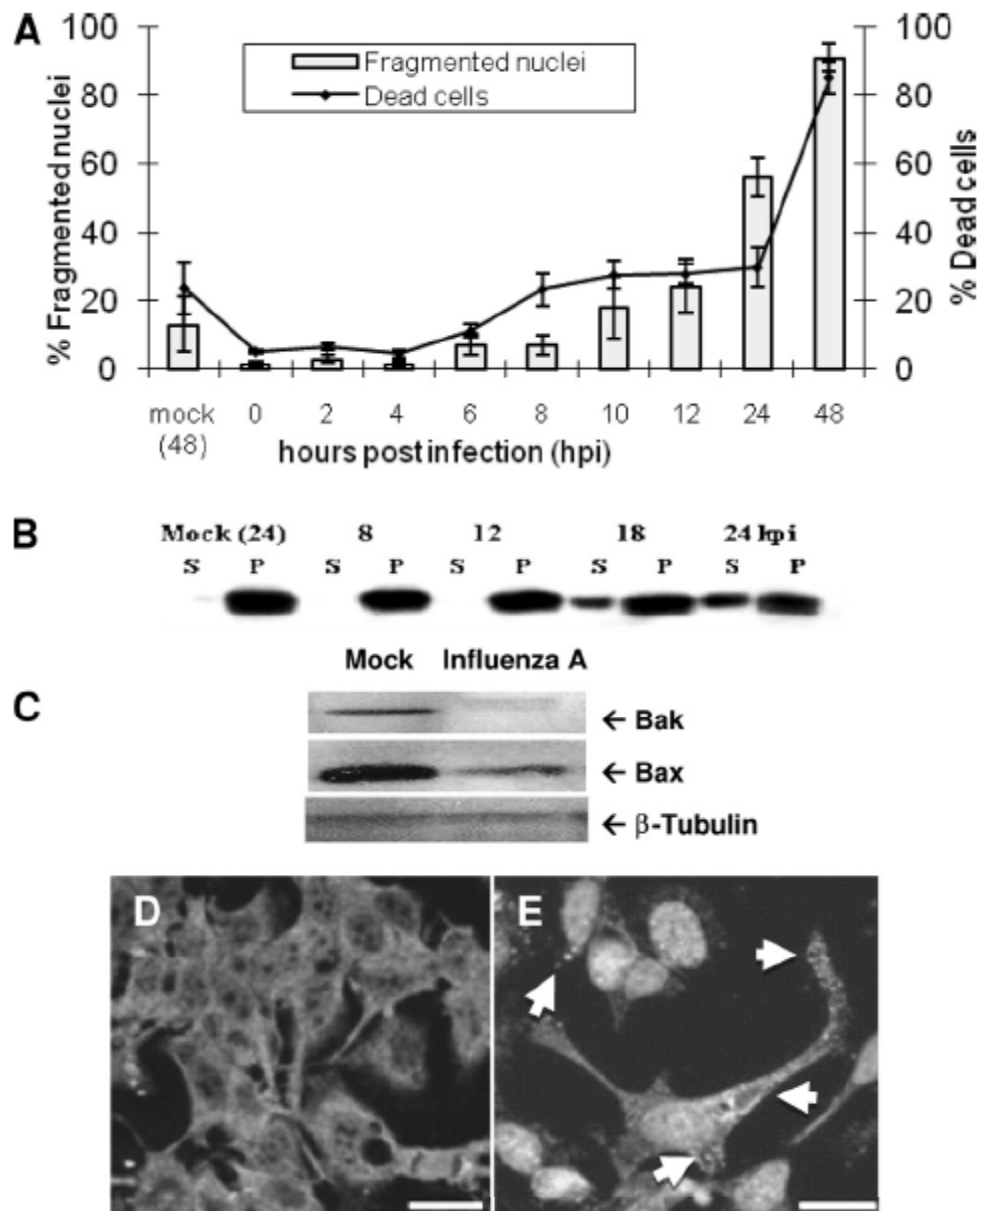 A
100
80
60
40
20
0
% Fragmented nuclei
Fragmented nuclei
Dead cells
100
80
60
40
20
0
% Dead cells
mock (48) 0 2 4 6 8 10 12 24 48
hours post infection (hpi)
B
Mock (24) 8 12 18 24 hpi
S P S P S P S P S P
Mock Influenza A
C
← Bak
← Bax
← β-Tubulin
D E